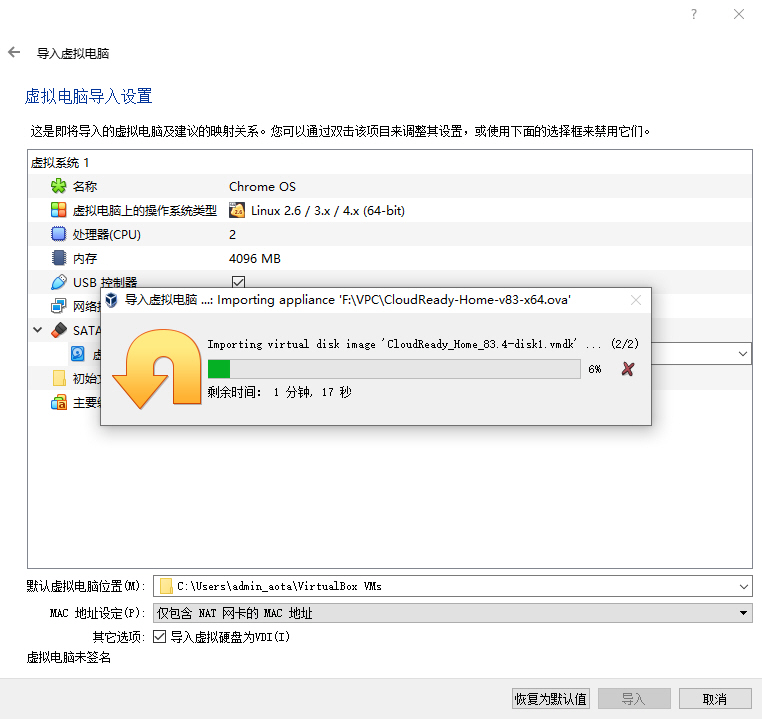 ?
导入虚拟电脑
虚拟电脑导入设置
这是即将导入的虚拟电脑及建议的映射关系。您可以通过双击该项目来调整其设置，或使用下面的选择框来禁用它们。
虚拟系统 1
名称 Chrome OS
虚拟电脑上的操作系统类型 Linux 2.6 / 3.x / 4.x (64-bit)
处理器(CPU) 2
内存 4096 MB
USB 控制器
导入虚拟电脑 ...: Importing appliance 'F:\VPC\CloudReady-Home-v83-x64.ova'
网络
SATA
Importing virtual disk image 'CloudReady_Home_83.4-disk1.vmdk' ... (2/2)
6%
初始
剩余时间： 1 分钟, 17 秒
主要
默认虚拟电脑位置(M): C:\Users\admin_aota\VirtualBox VMs
MAC 地址设定(P): 仅包含 NAT 网卡的 MAC 地址
其它选项: 导入虚拟硬盘为VDI(I)
虚拟电脑未签名
恢复为默认值 导入 取消